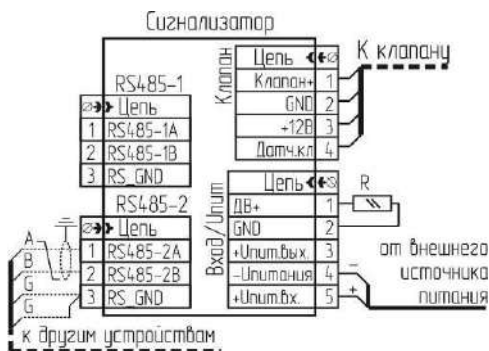 Сигнализатор
RS485-1
Цепь
1 RS485-1A
2 RS485-1B
3 RS_GND
RS485-2
Цепь
1 RS485-2A
2 RS485-2B
3 RS_GND
A
B
G
G
к другим устройствам
Клапан
Цепь
Клапан+ 1
GND 2
+12В 3
Датч.кл 4
К клапану
Вход/Uпит
Цепь
ДВ+ 1
GND 2
+Uпит.вых. 3
-Uпитания 4
+Uпит.вх. 5
R
от внешнего
источника
питания
−
+